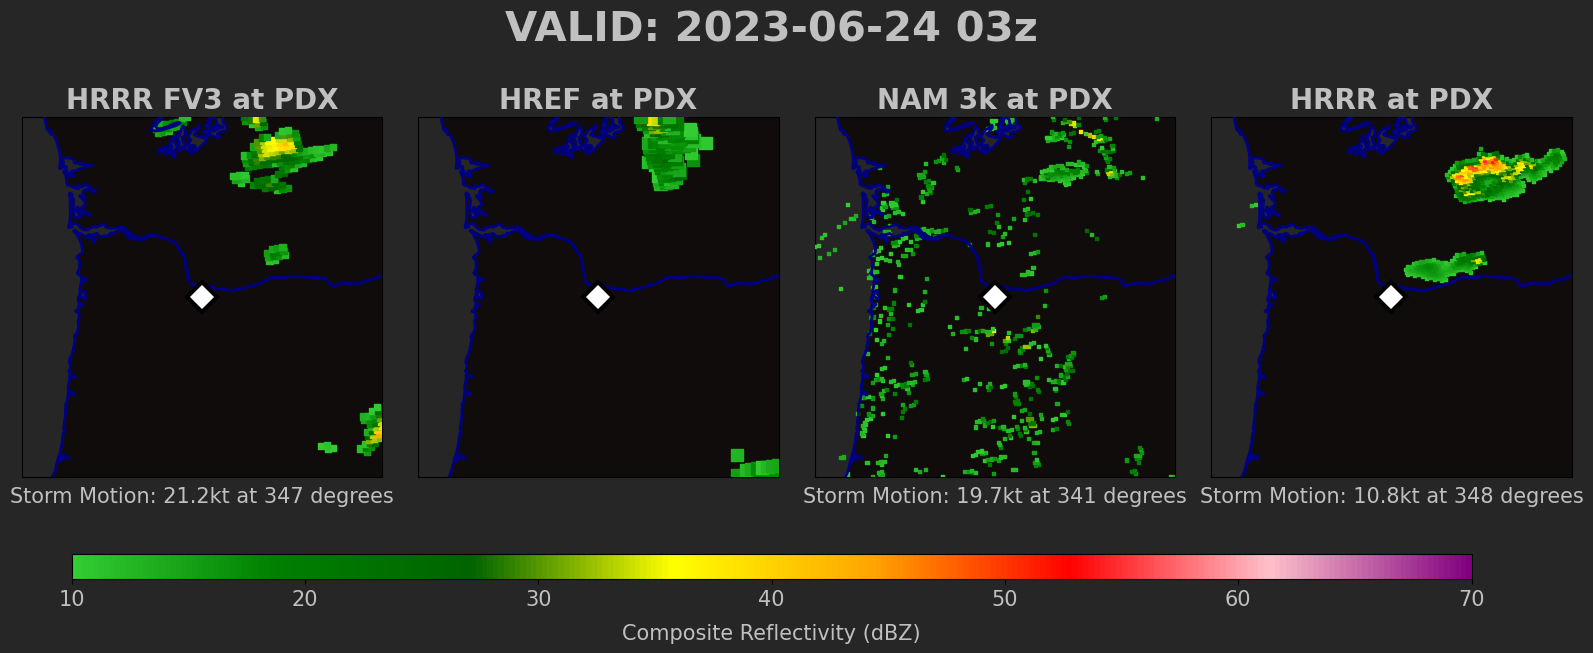 VALID: 2023-06-24 03z
HRRR FV3 at PDX
HREF at PDX
NAM 3k at PDX
HRRR at PDX
Storm Motion: 21.2kt at 347 degrees
Storm Motion: 19.7kt at 341 degrees
Storm Motion: 10.8kt at 348 degrees
10 20 30 40 50 60 70
Composite Reflectivity (dBZ)